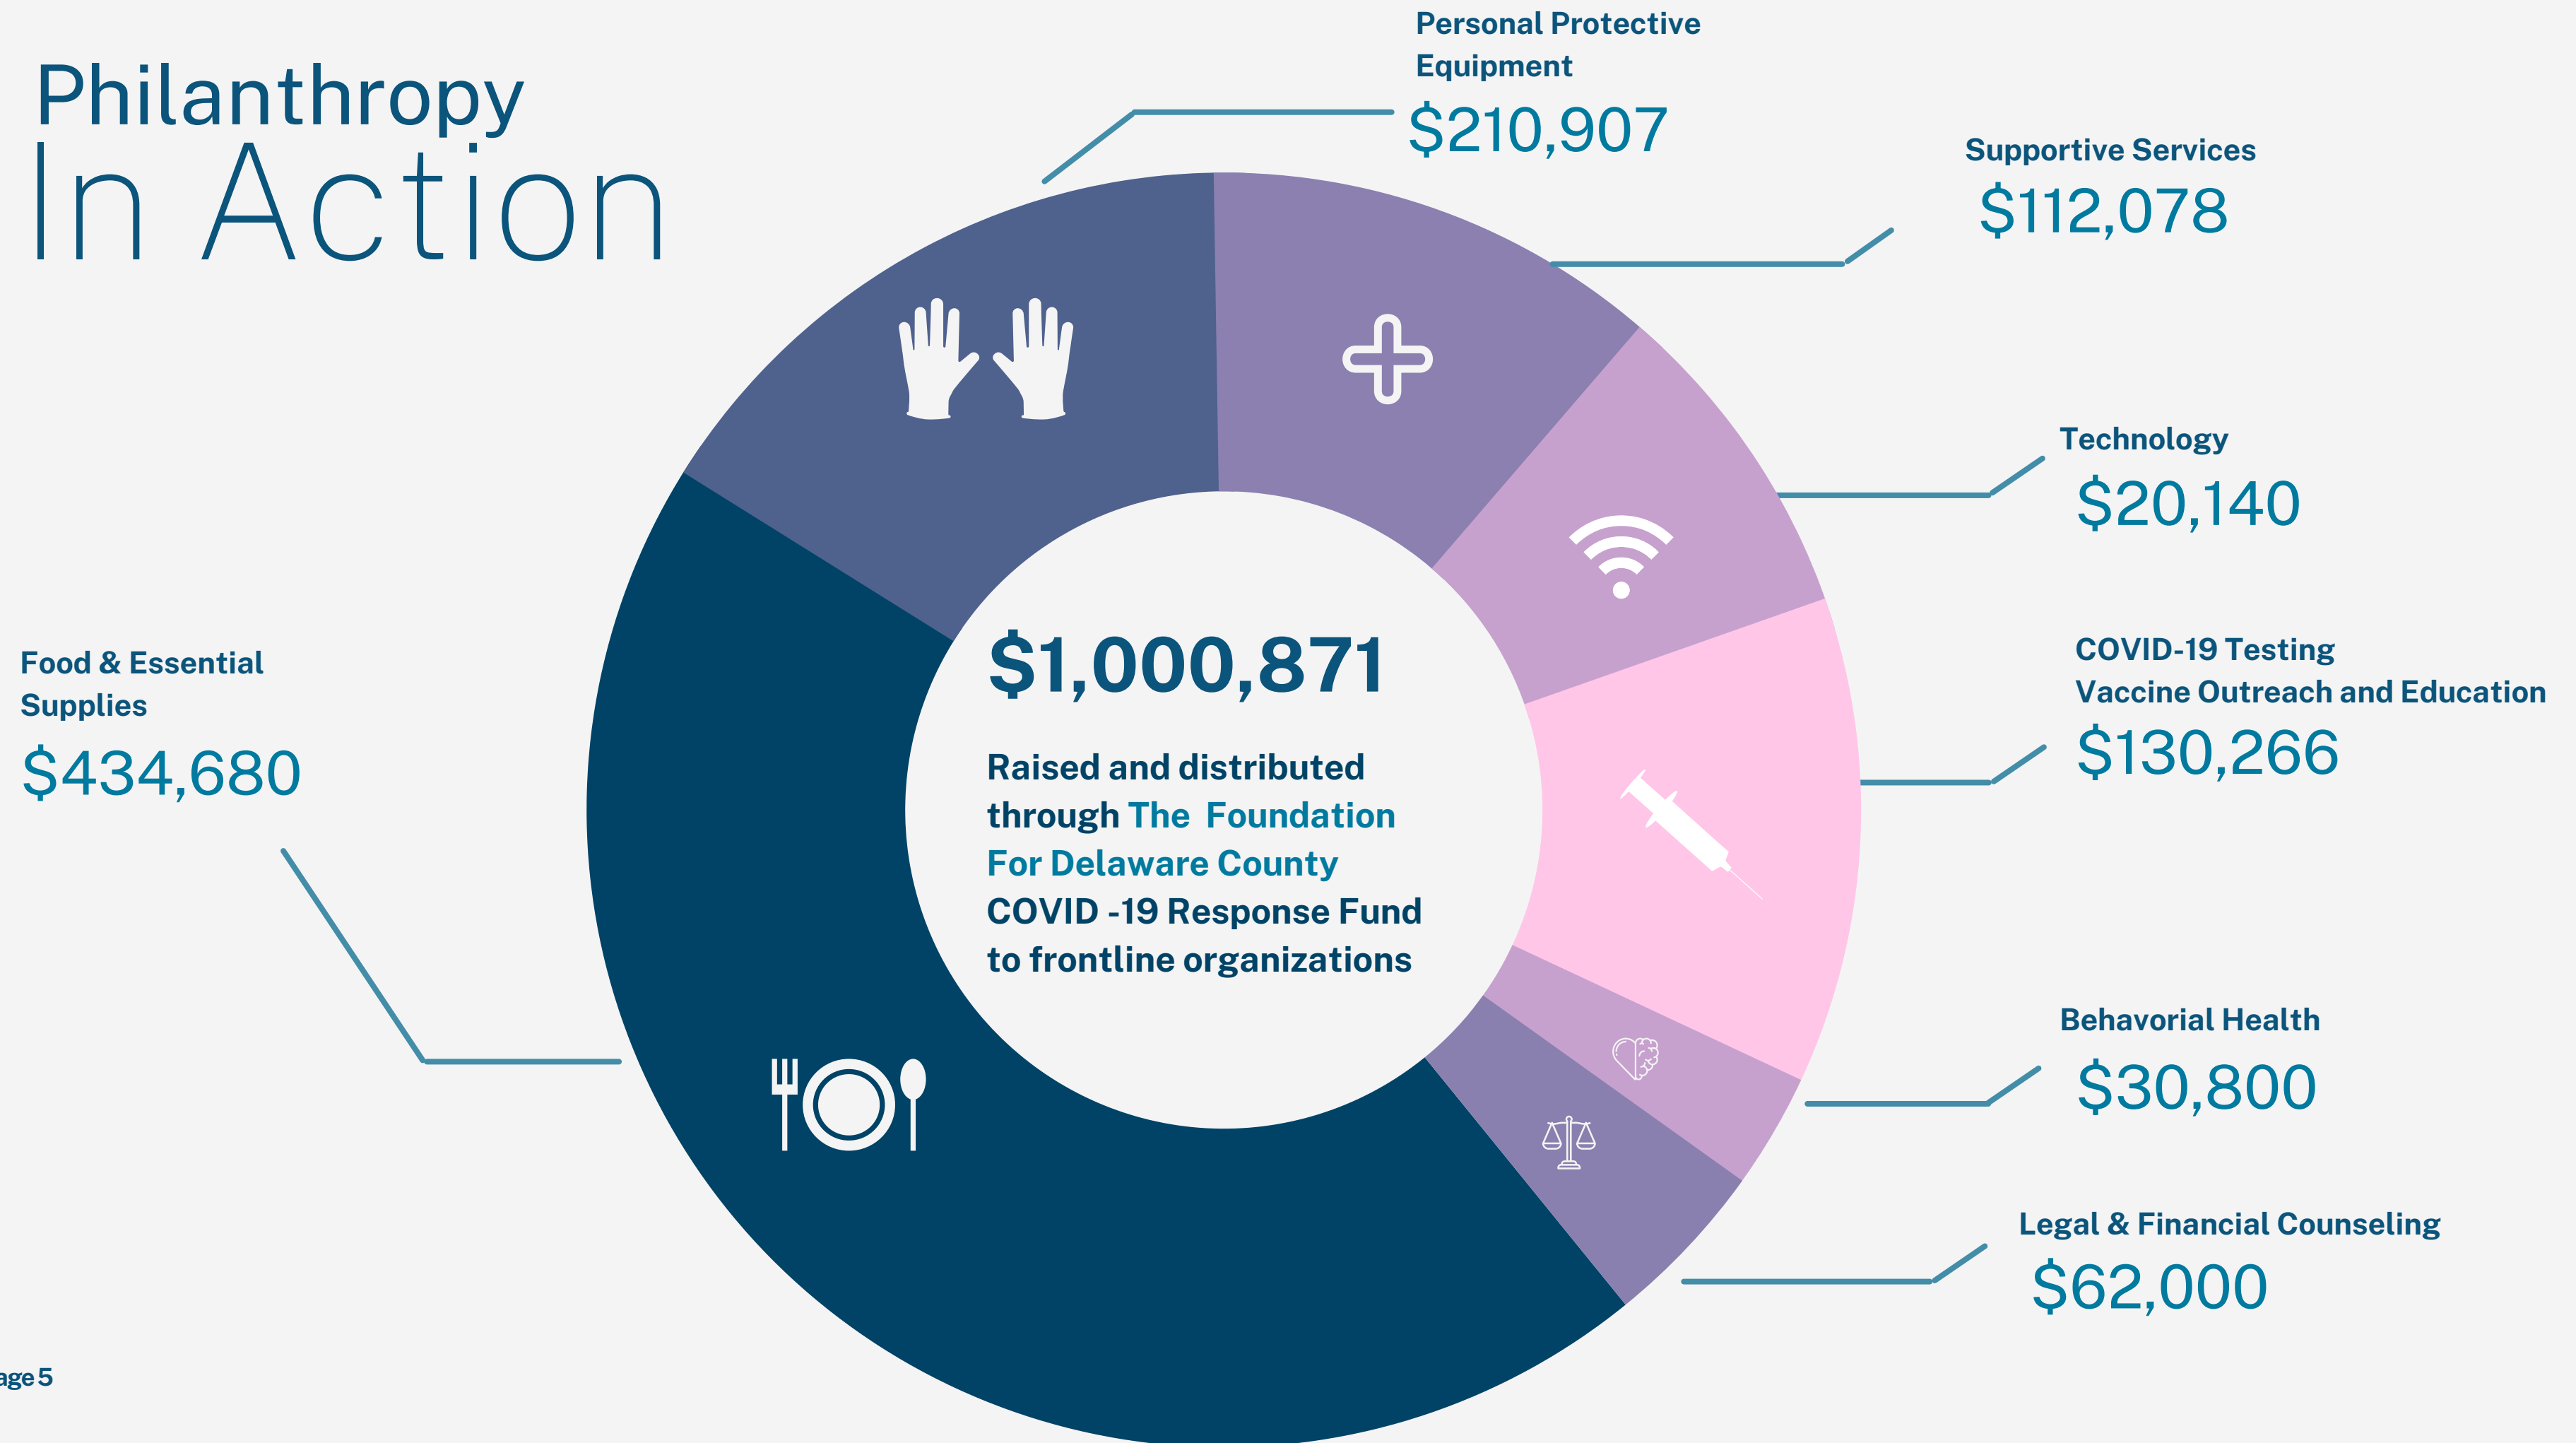 Philanthropy
In Action
Personal Protective
Equipment
$210,907
Supportive Services
$112,078
Technology
$20,140
COVID-19 Testing
Vaccine Outreach and Education
$130,266
Behavorial Health
$30,800
Legal & Financial Counseling
$62,000
Food & Essential
Supplies
$434,680
$1,000,871
Raised and distributed
through The Foundation
For Delaware County
COVID -19 Response Fund
to frontline organizations
age 5